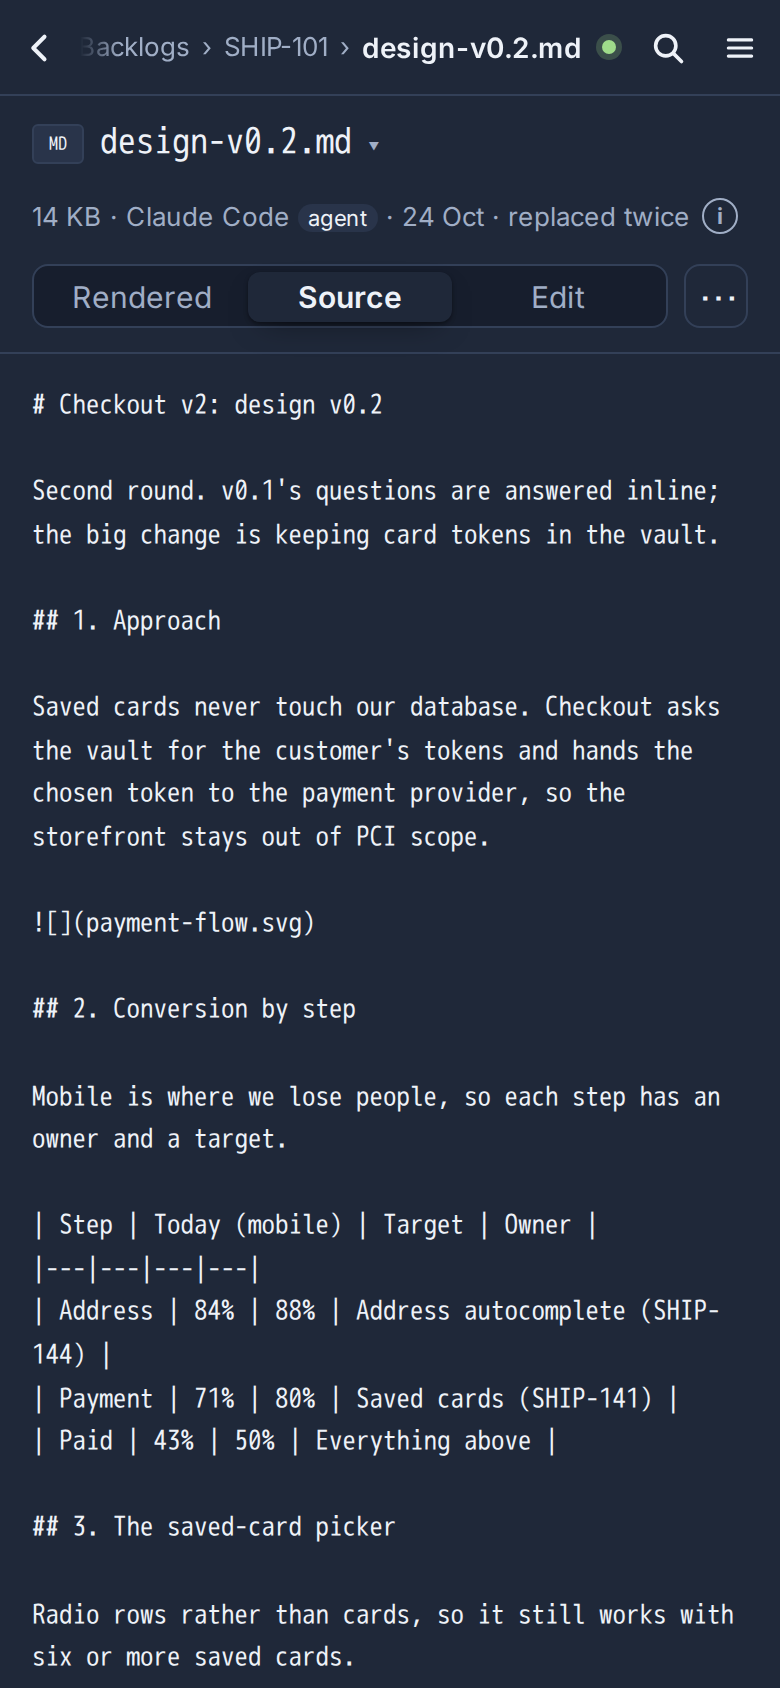 Backlogs › SHIP-101 › design-v0.2.md
MD design-v0.2.md ▾
14 KB · Claude Code agent · 24 Oct · replaced twice i
Rendered Source Edit ···
# Checkout v2: design v0.2
Second round. v0.1's questions are answered inline;
the big change is keeping card tokens in the vault.
## 1. Approach
Saved cards never touch our database. Checkout asks
the vault for the customer's tokens and hands the
chosen token to the payment provider, so the
storefront stays out of PCI scope.
![](payment-flow.svg)
## 2. Conversion by step
Mobile is where we lose people, so each step has an
owner and a target.
| Step | Today (mobile) | Target | Owner |
|---|---|---|---|
| Address | 84% | 88% | Address autocomplete (SHIP-
144) |
| Payment | 71% | 80% | Saved cards (SHIP-141) |
| Paid | 43% | 50% | Everything above |
## 3. The saved-card picker
Radio rows rather than cards, so it still works with
six or more saved cards.